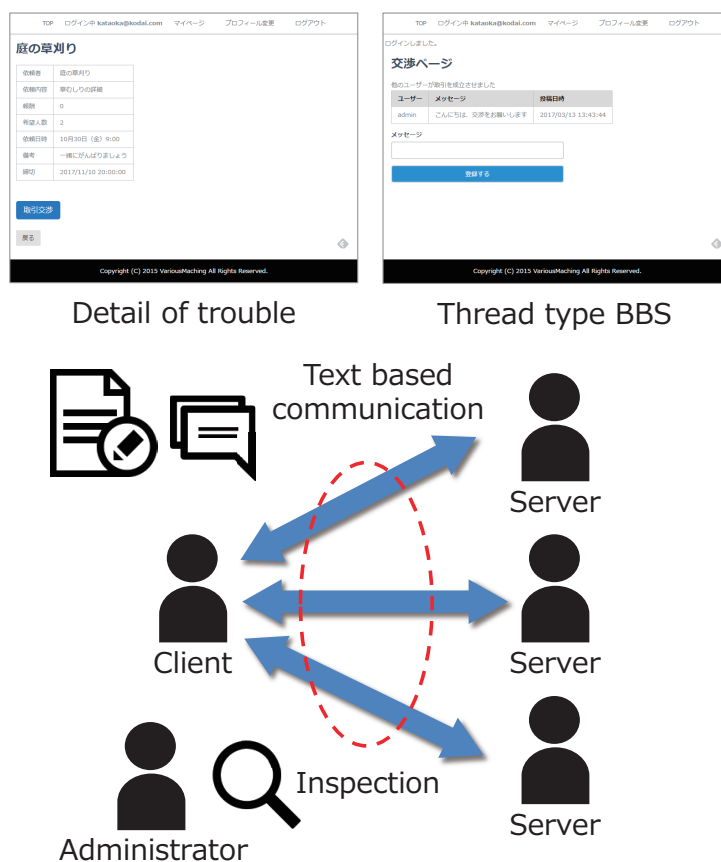 TOP ログイン中 kataoka@kodai.com マイページ プロフィール変更 ログアウト
庭の草刈り
依頼者 庭の草刈り
依頼内容 草むしりの詳細
報酬 0
希望人数 2
依頼日時 10月30日（金）9:00
備考 一緒にがんばりましょう
締切 2017/11/10 20:00:00
取引交渉
戻る
Copyright (C) 2015 VariousMaching All Rights Reserved.
Detail of trouble
TOP ログイン中 kataoka@kodai.com マイページ プロフィール変更 ログアウト
ログインしました。
交渉ページ
他のユーザーが取引を成立させました
ユーザー メッセージ 投稿日時
admin こんにちは、交渉をお願いします 2017/03/13 13:43:44
メッセージ
登録する
Copyright (C) 2015 VariousMaching All Rights Reserved.
Thread type BBS
Text based
communication
Server
Client
Server
Inspection
Server
Administrator